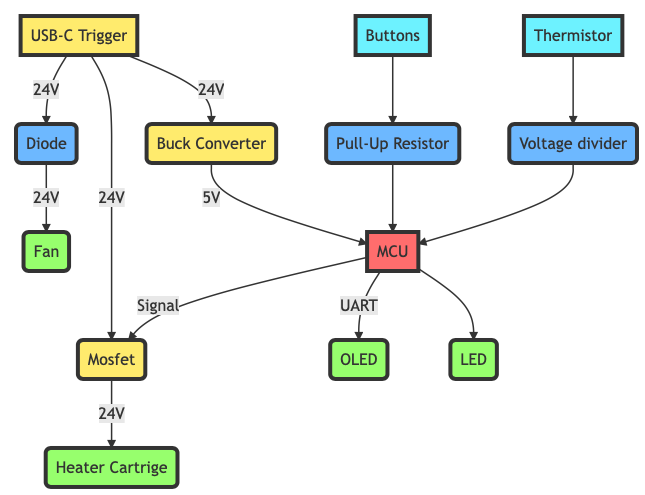 USB-C Trigger
Buttons
Thermistor
24V
24V
Diode
Buck Converter
Pull-Up Resistor
Voltage divider
24V
24V
5V
Fan
MCU
Signal
UART
Mosfet
OLED
LED
24V
Heater Cartrige